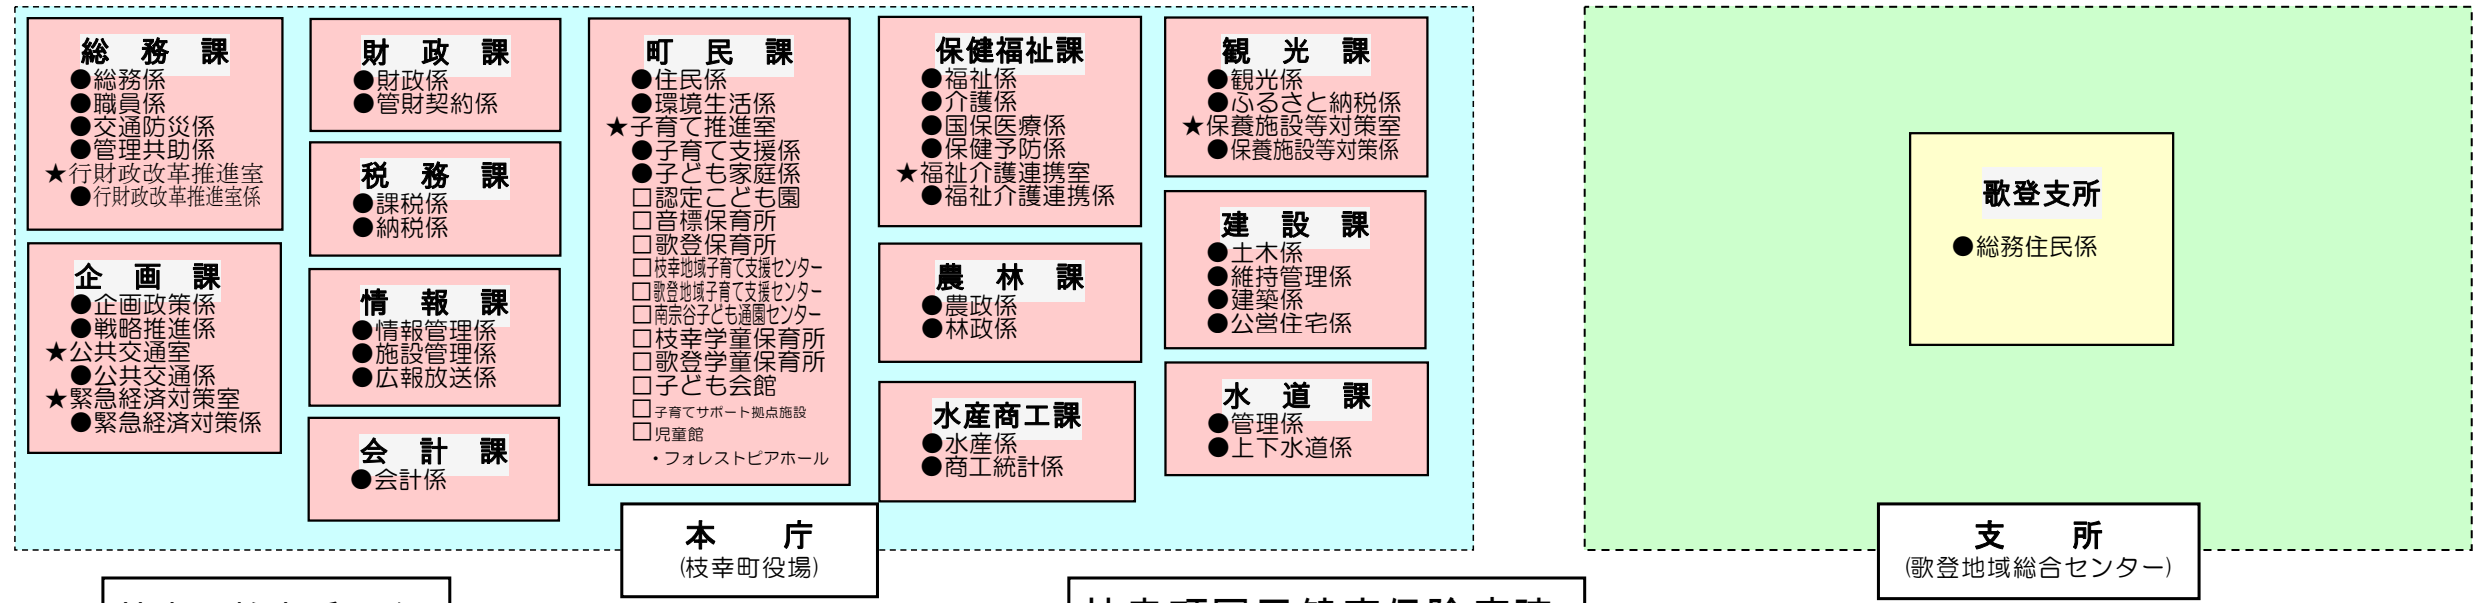 総務課
●総務係
●職員係
●交通防災係
●管理共助係
★行財政改革推進室
●行財政改革推進室係
企画課
●企画政策係
●戦略推進係
★公共交通室
●公共交通係
★緊急経済対策室
●緊急経済対策係
財政課
●財政係
●管財契約係
税務課
●課税係
●納税係
情報課
●情報管理係
●施設管理係
●広報放送係
会計課
●会計係
町民課
●住民係
●環境生活係
★子育て推進室
●子育て支援係
●子ども家庭係
□認定こども園
□音標保育所
□歌登保育所
□枝幸地域子育て支援センター
□歌登地域子育て支援センター
□南宗谷子ども通園センター
□枝幸学童保育所
□歌登学童保育所
□子ども会館
□子育てサポート拠点施設
□児童館
・フォレストピアホール
保健福祉課
●福祉係
●介護係
●国保医療係
●保健予防係
★福祉介護連携室
●福祉介護連携係
農林課
●農政係
●林政係
水産商工課
●水産係
●商工統計係
観光課
●観光係
●ふるさと納税係
★保養施設等対策室
●保養施設等対策係
建設課
●土木係
●維持管理係
●建築係
●公営住宅係
水道課
●管理係
●上下水道係
本庁
(枝幸町役場)
歌登支所
●総務住民係
支所
(歌登地域総合センター)